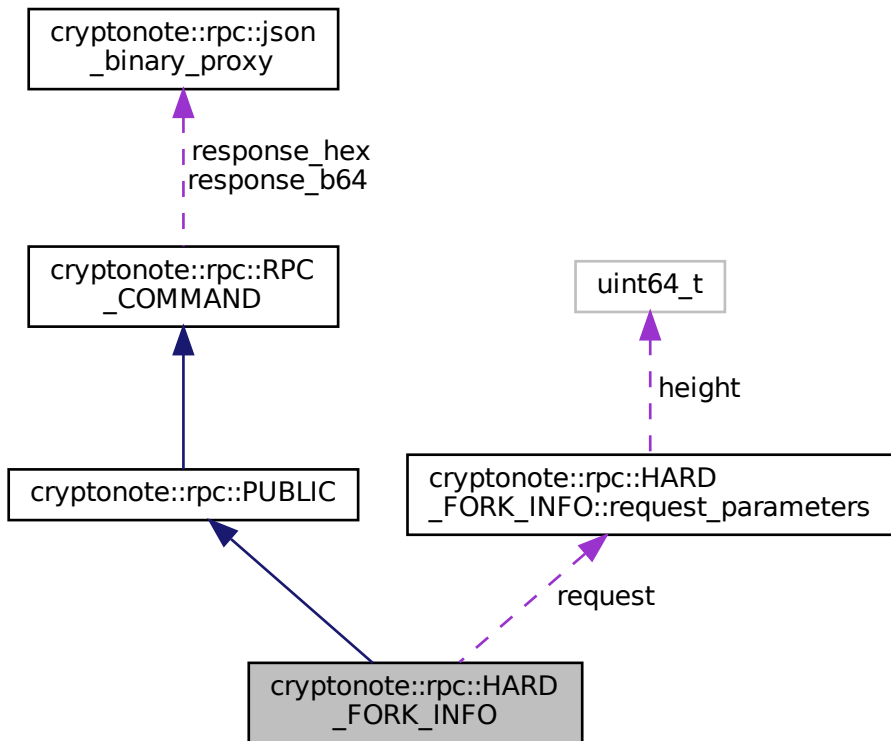 cryptonote::rpc::json
_binary_proxy
response_hex
response_b64
cryptonote::rpc::RPC
_COMMAND
uint64_t
height
cryptonote::rpc::PUBLIC
cryptonote::rpc::HARD
_FORK_INFO::request_parameters
request
cryptonote::rpc::HARD
_FORK_INFO